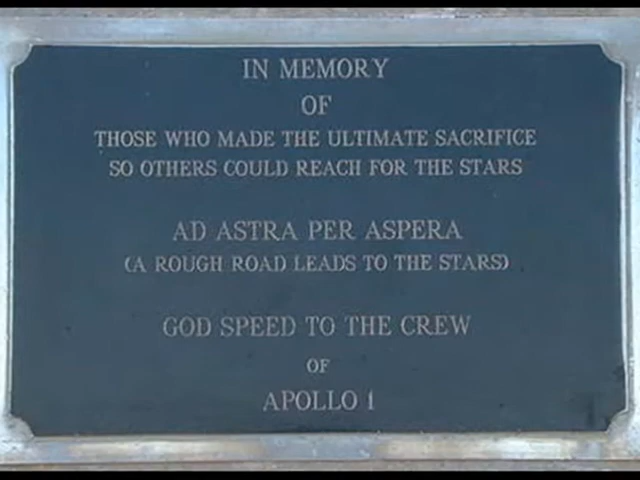 IN MEMORY
OF
THOSE WHO MADE THE ULTIMATE SACRIFICE
SO OTHERS COULD REACH FOR THE STARS
AD ASTRA PER ASPERA
(A ROUGH ROAD LEADS TO THE STARS)
GOD SPEED TO THE CREW
OF
APOLLO 1